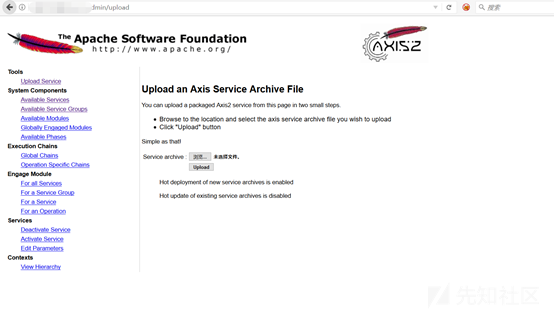 dmin/upload
搜索
The Apache Software Foundation
http://www.apache.org/
AXIS2
Tools
Upload Service
System Components
Available Services
Available Service Groups
Available Modules
Globally Engaged Modules
Available Phases
Execution Chains
Global Chains
Operation Specific Chains
Engage Module
For all Services
For a Service Group
For a Service
For an Operation
Services
Deactivate Service
Activate Service
Edit Parameters
Contexts
View Hierarchy
Upload an Axis Service Archive File
You can upload a packaged Axis2 service from this page in two small steps.
Browse to the location and select the axis service archive file you wish to upload
Click "Upload" button
Simple as that!
Service archive : 浏览... 未选择文件。
Upload
Hot deployment of new service archives is enabled
Hot update of existing service archives is disabled
先知社区